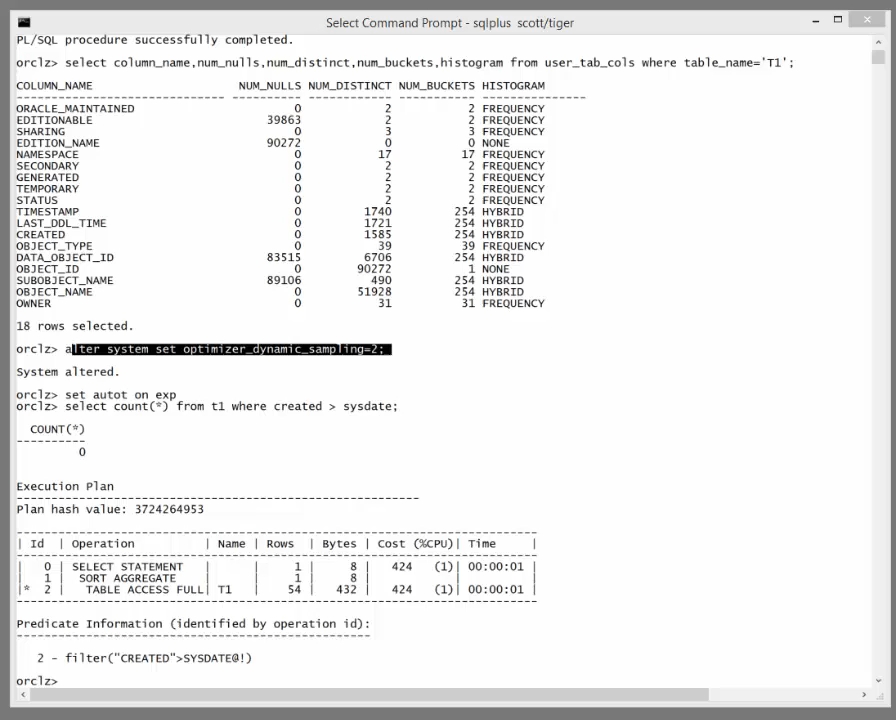 Select Command Prompt - sqlplus  scott/tiger
PL/SQL procedure successfully completed.
orclz> select column_name,num_nulls,num_distinct,num_buckets,histogram from user_tab_cols where table_name='T1';
COLUMN_NAME                     NUM_NULLS NUM_DISTINCT NUM_BUCKETS HISTOGRAM
------------------------------ ---------- ------------ ----------- ---------------
ORACLE_MAINTAINED                       0            2           2 FREQUENCY
EDITIONABLE                         39863            2           2 FREQUENCY
SHARING                                 0            3           3 FREQUENCY
EDITION_NAME                        90272            0           0 NONE
NAMESPACE                               0           17          17 FREQUENCY
SECONDARY                               0            2           2 FREQUENCY
GENERATED                               0            2           2 FREQUENCY
TEMPORARY                               0            2           2 FREQUENCY
STATUS                                  0            2           2 FREQUENCY
TIMESTAMP                               0         1740         254 HYBRID
LAST_DDL_TIME                           0         1721         254 HYBRID
CREATED                                 0         1585         254 HYBRID
OBJECT_TYPE                             0           39          39 FREQUENCY
DATA_OBJECT_ID                      83515         6706         254 HYBRID
OBJECT_ID                               0        90272           1 NONE
SUBOBJECT_NAME                      89106          490         254 HYBRID
OBJECT_NAME                             0        51928         254 HYBRID
OWNER                                   0           31          31 FREQUENCY
18 rows selected.
orclz> alter system set optimizer_dynamic_sampling=2;
System altered.
orclz> set autot on exp
orclz> select count(*) from t1 where created > sysdate;
  COUNT(*)
----------
         0
Execution Plan
----------------------------------------------------------
Plan hash value: 3724264953
---------------------------------------------------------------------------
| Id  | Operation          | Name | Rows  | Bytes | Cost (%CPU)| Time     |
---------------------------------------------------------------------------
|   0 | SELECT STATEMENT   |      |     1 |     8 |   424   (1)| 00:00:01 |
|   1 |  SORT AGGREGATE    |      |     1 |     8 |            |          |
|*  2 |   TABLE ACCESS FULL| T1   |    54 |   432 |   424   (1)| 00:00:01 |
---------------------------------------------------------------------------
Predicate Information (identified by operation id):
---------------------------------------------------
   2 - filter("CREATED">SYSDATE@!)
orclz>